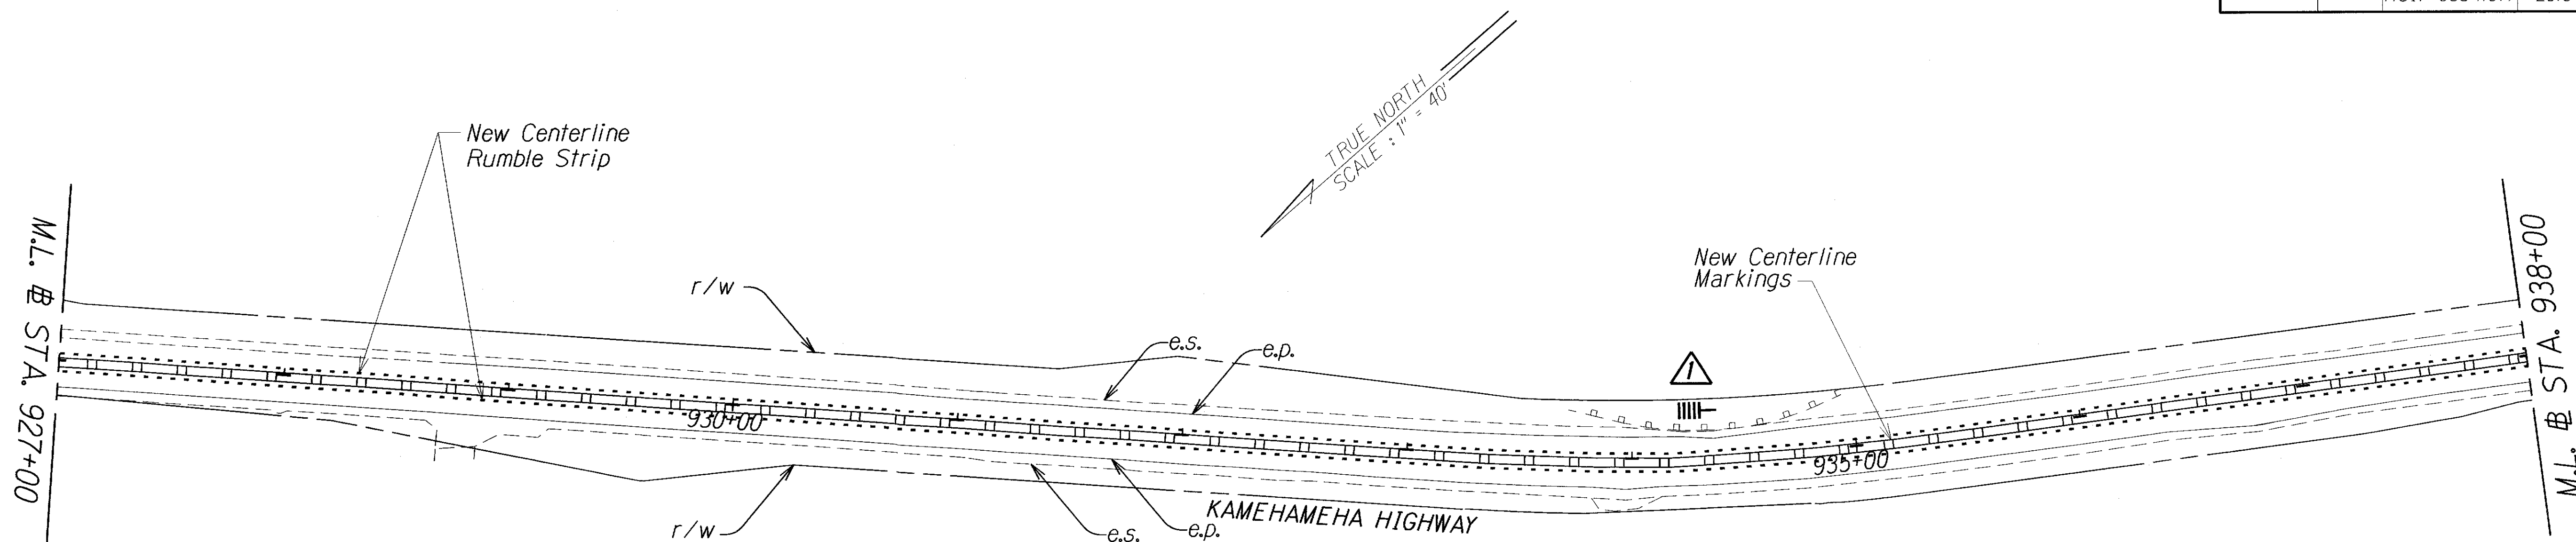 New Centerline
Rumble Strip
TRUE NORTH
SCALE : 1" = 40'
M.L. B STA. 927+00
r/w
New Centerline
Markings
e.s.
e.p.
1
930+00
935+00
r/w
e.s.
e.p.
KAMEHAMEHA HIGHWAY
M.L. B STA. 938+00